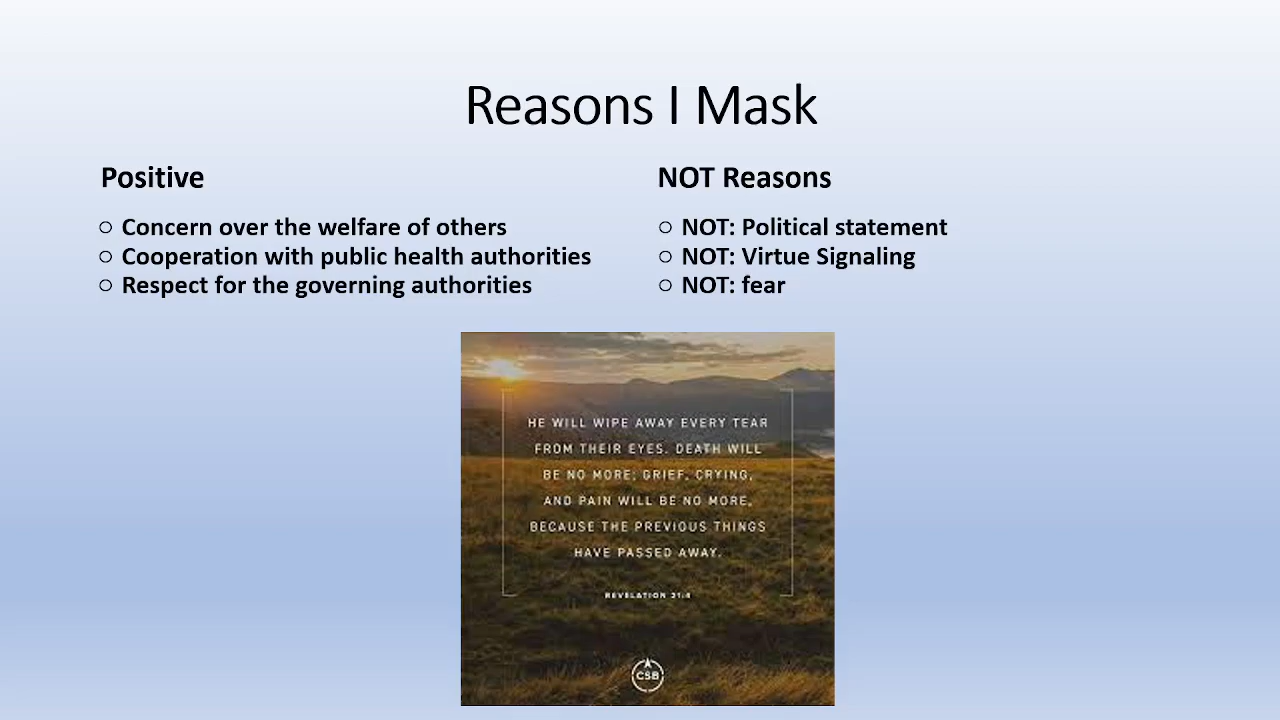 Reasons I Mask
Positive
○ Concern over the welfare of others
○ Cooperation with public health authorities
○ Respect for the governing authorities
NOT Reasons
○ NOT: Political statement
○ NOT: Virtue Signaling
○ NOT: fear
HE WILL WIPE AWAY EVERY TEAR
FROM THEIR EYES. DEATH WILL
BE NO MORE; GRIEF, CRYING,
AND PAIN WILL BE NO MORE,
BECAUSE THE PREVIOUS THINGS
HAVE PASSED AWAY.
REVELATION 21:4
CSB